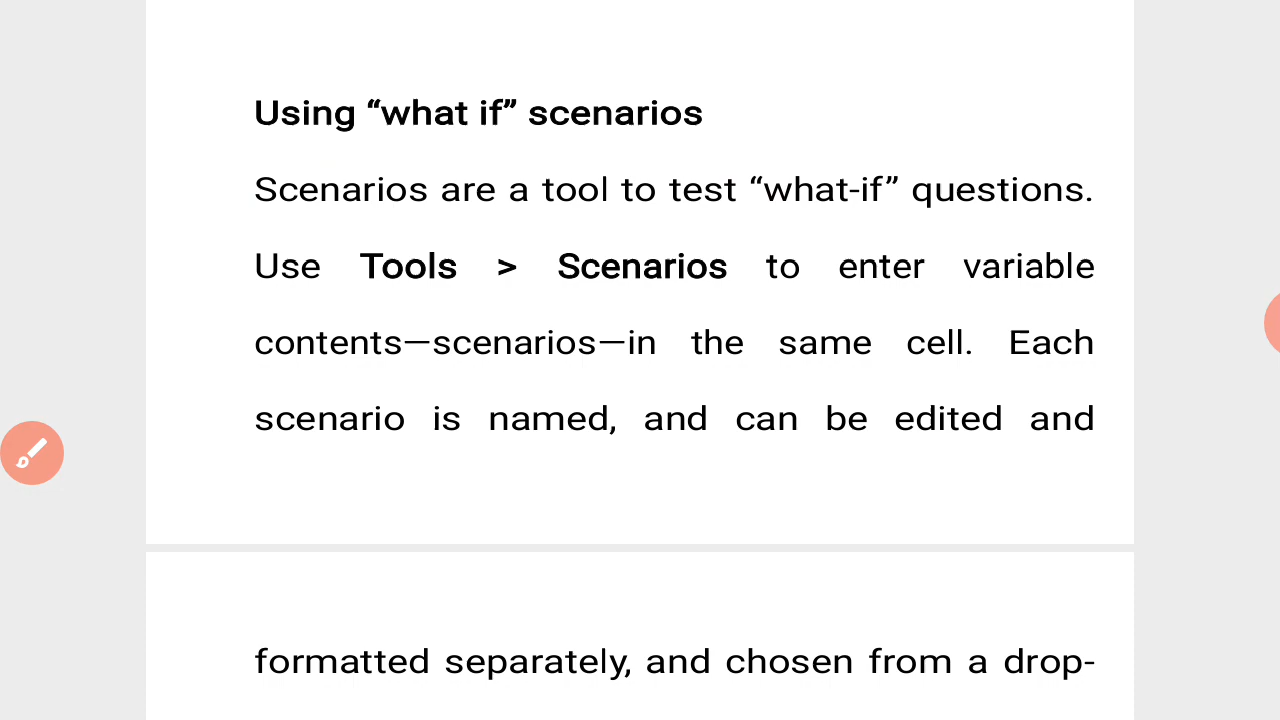 Using “what if” scenarios
Scenarios are a tool to test “what-if” questions.
Use Tools > Scenarios to enter variable
contents—scenarios—in the same cell. Each
scenario is named, and can be edited and
formatted separately, and chosen from a drop-